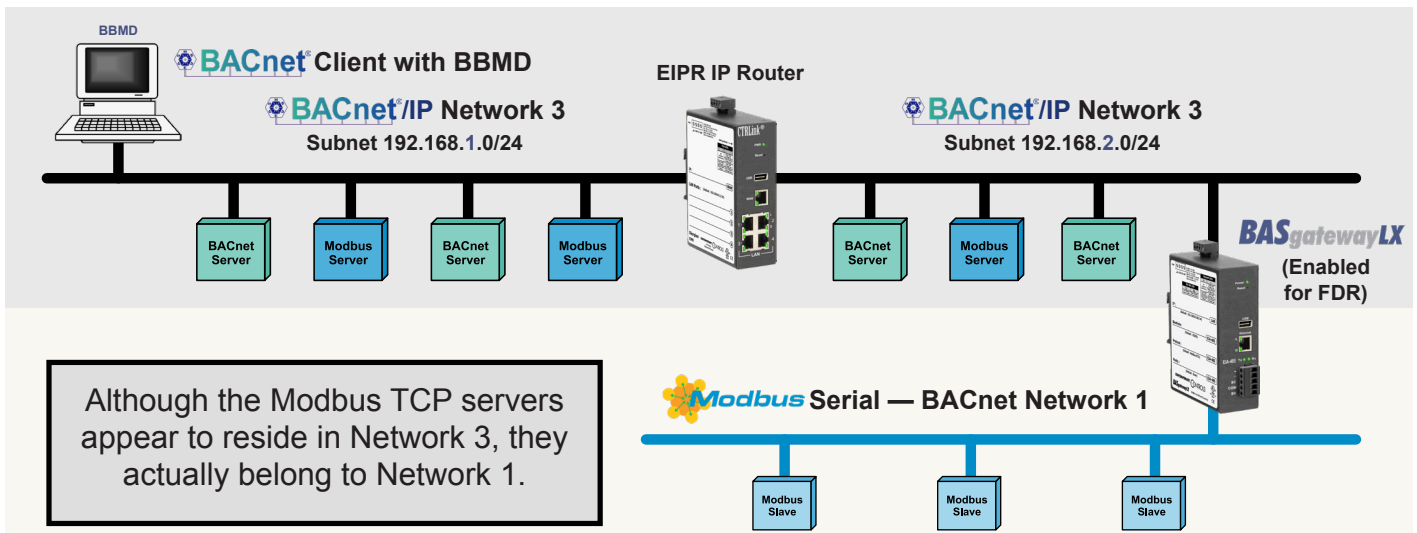 BBMD
BACnet® Client with BBMD
BACnet®/IP Network 3
Subnet 192.168.1.0/24
EIPR IP Router
BACnet®/IP Network 3
Subnet 192.168.2.0/24
CTRLink®
LAN
BACnet
Server
Modbus
Server
BACnet
Server
Modbus
Server
BACnet
Server
Modbus
Server
BACnet
Server
BASgatewayLX
(Enabled
for FDR)
Modbus Serial — BACnet Network 1
Modbus
Slave
Modbus
Slave
Modbus
Slave
Although the Modbus TCP servers
appear to reside in Network 3, they
actually belong to Network 1.